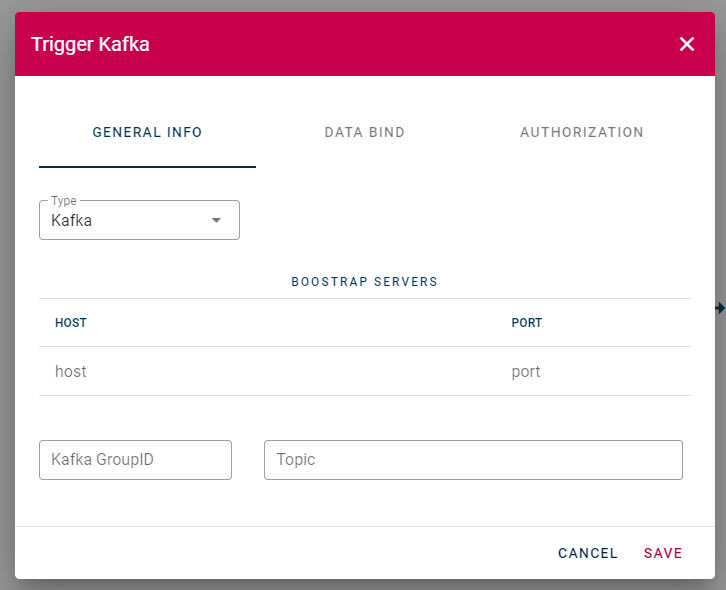 Trigger Kafka
GENERAL INFO DATA BIND AUTHORIZATION
Type
Kafka
BOOSTRAP SERVERS
HOST PORT
host port
Kafka GroupID Topic
CANCEL SAVE